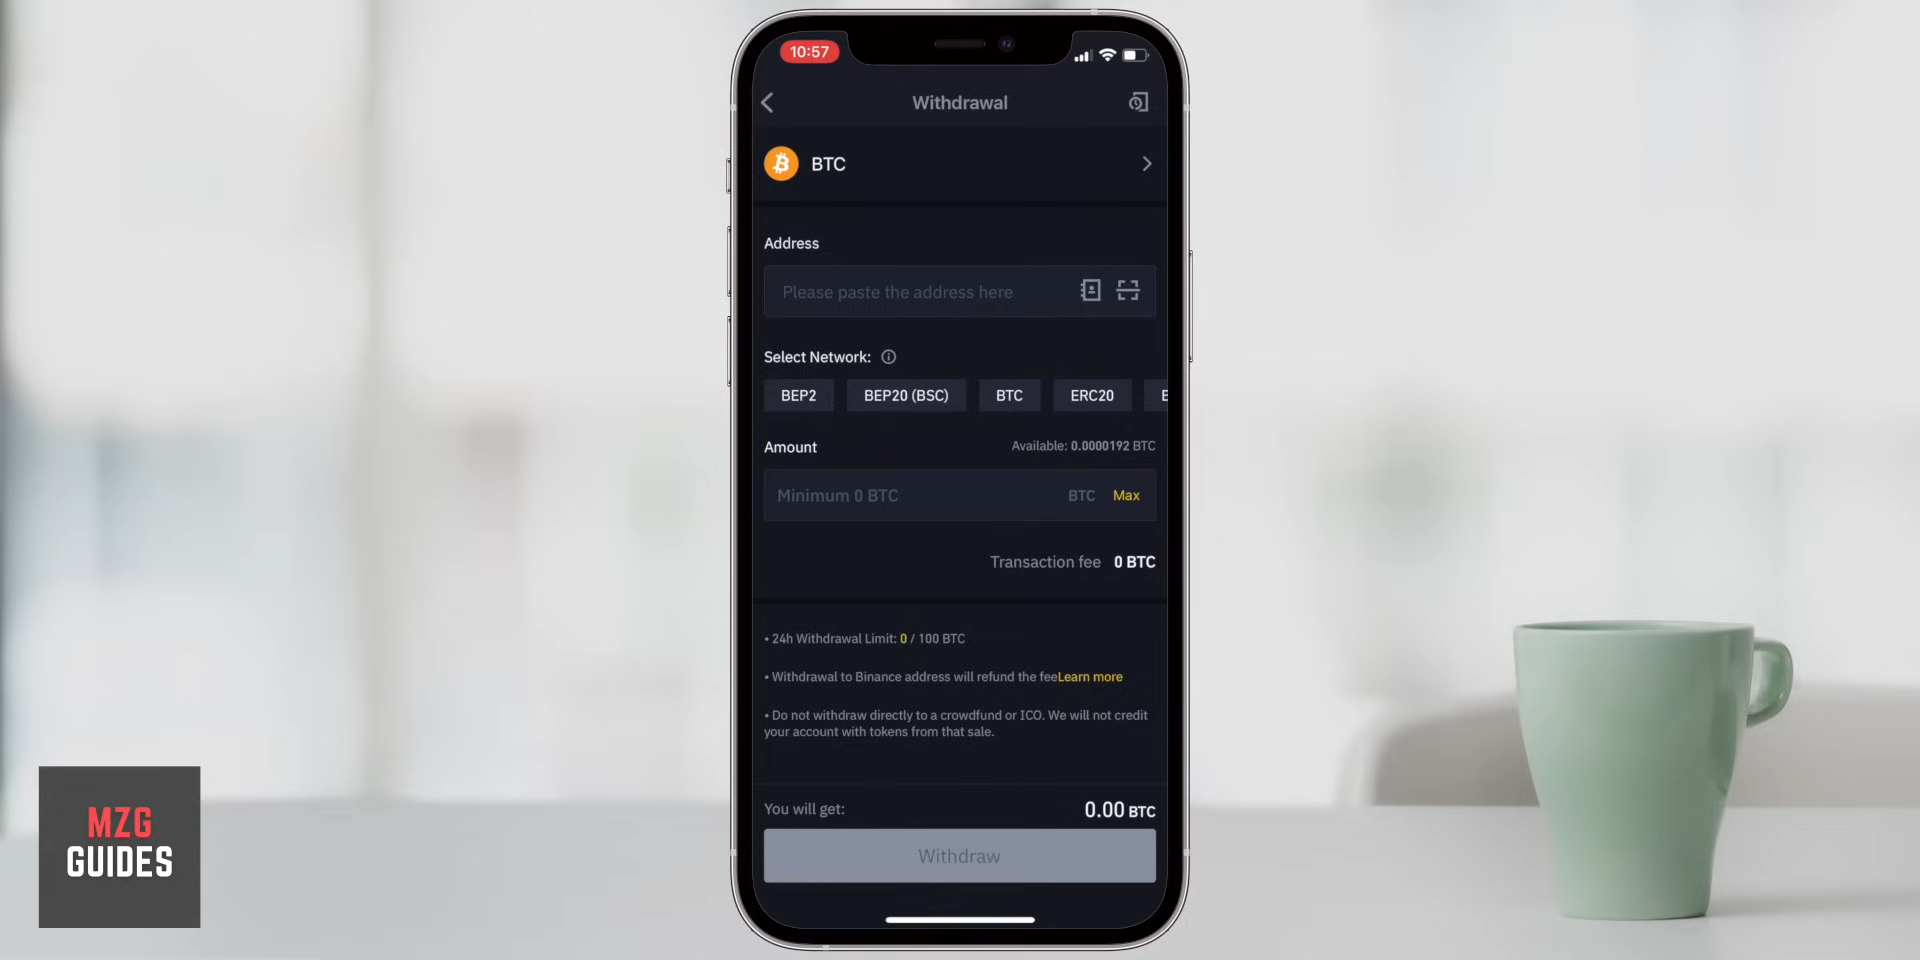 10:57
Withdrawal
BTC
Address
Please paste the address here
Select Network:
BEP2 BEP20 (BSC) BTC ERC20
Amount Available: 0.0000192 BTC
Minimum 0 BTC BTC Max
Transaction fee 0 BTC
• 24h Withdrawal Limit: 0 / 100 BTC
• Withdrawal to Binance address will refund the feeLearn more
• Do not withdraw directly to a crowdfund or ICO. We will not credit
your account with tokens from that sale.
You will get: 0.00 BTC
Withdraw
MZG
GUIDES